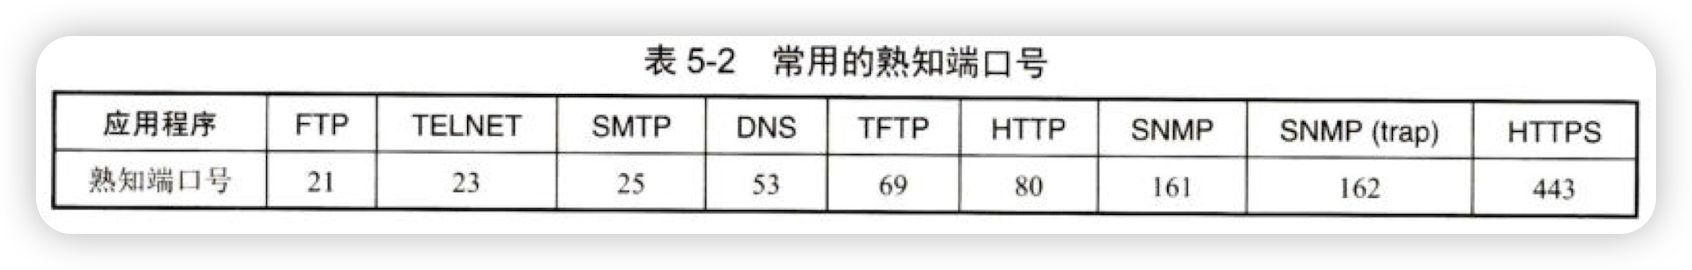 表 5-2 常用的熟知端口号
应用程序 FTP TELNET SMTP DNS TFTP HTTP SNMP SNMP (trap) HTTPS
熟知端口号 21 23 25 53 69 80 161 162 443